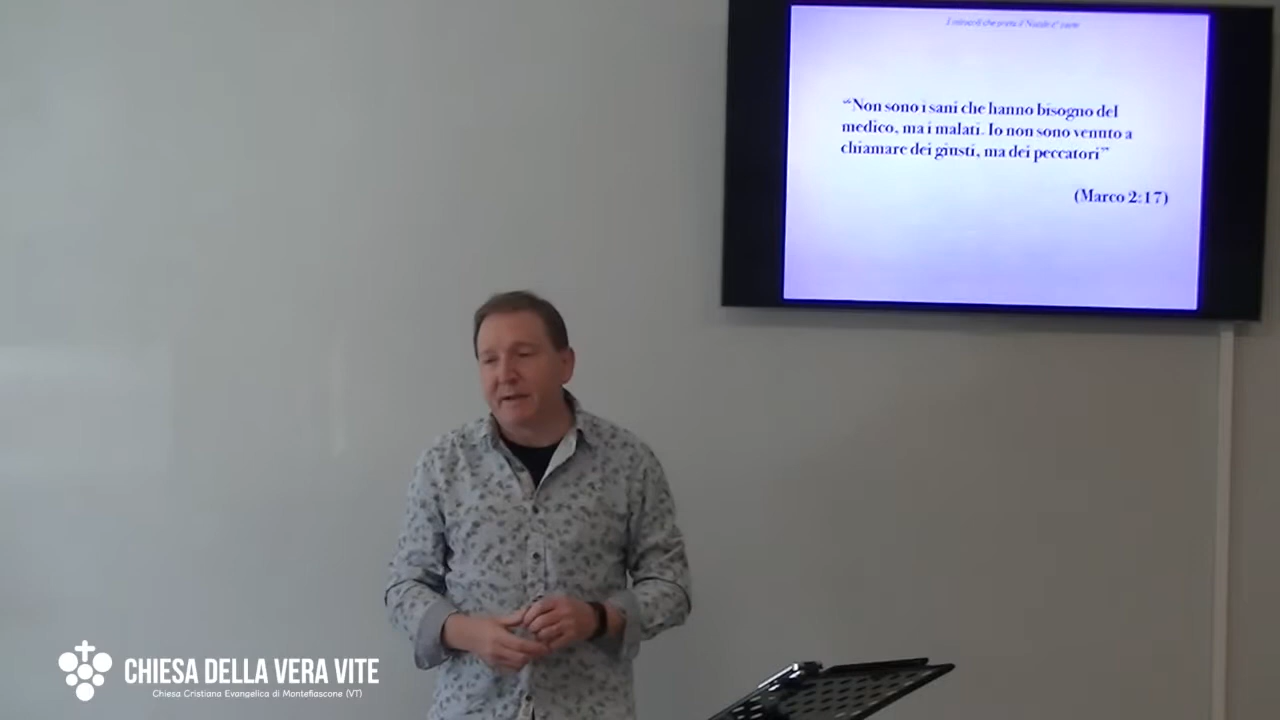 “Non sono i sani che hanno bisogno del
medico, ma i malati. Io non sono venuto a
chiamare dei giusti, ma dei peccatori”
(Marco 2:17)
CHIESA DELLA VERA VITE
Chiesa Cristiana Evangelica di Montefiascone (VT)